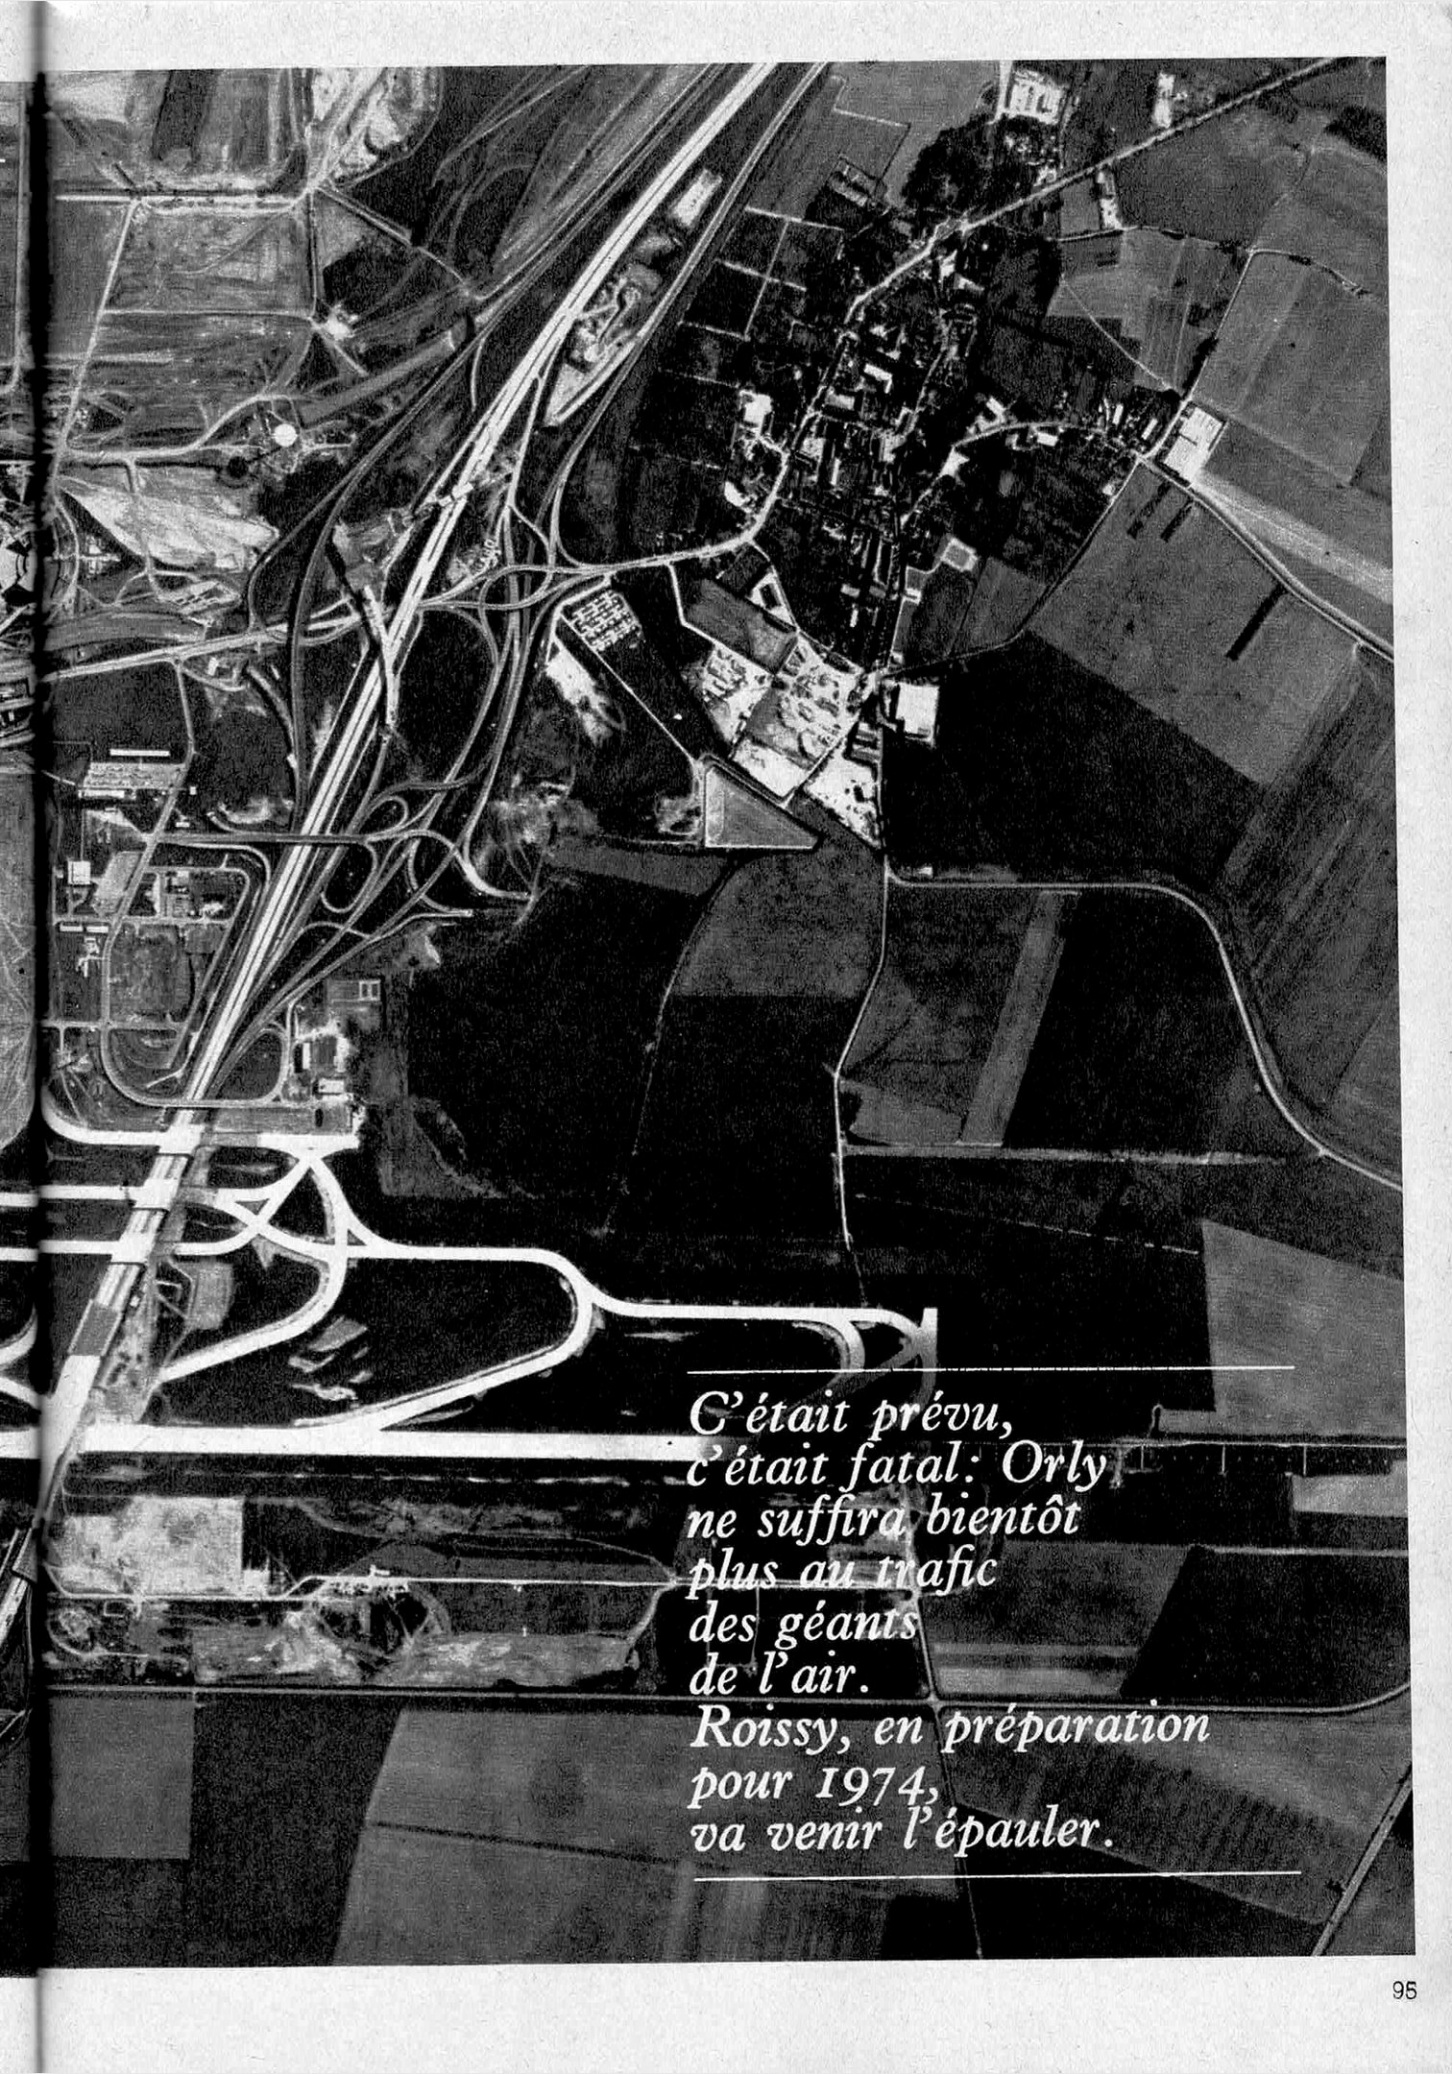 C'était prévu,
c'était fatal: Orly
ne suffira bientôt
plus au trafic
des géants
de l'air.
Roissy, en préparation
pour 1974,
va venir l'épauler.
95